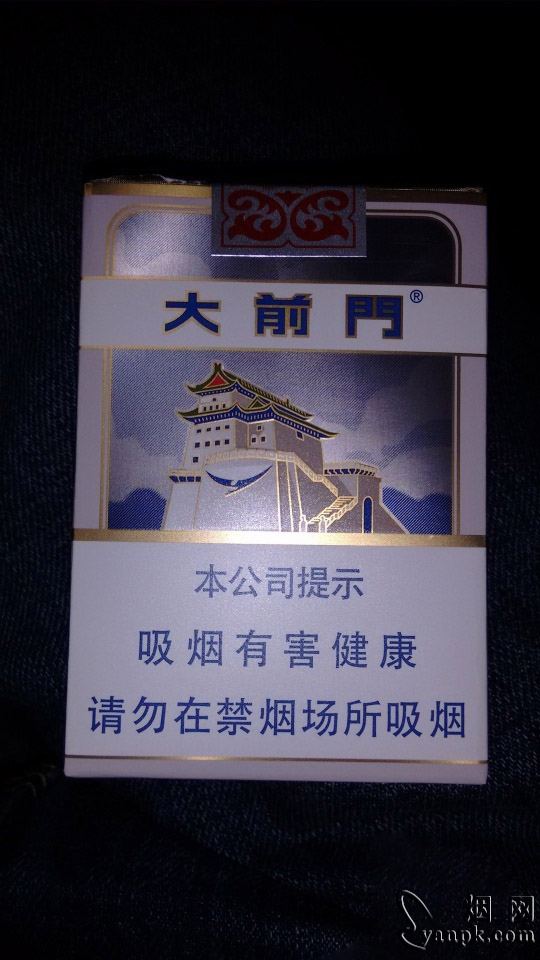 大前門®
本公司提示
吸烟有害健康
请勿在禁烟场所吸烟
烟网
yanpk.com